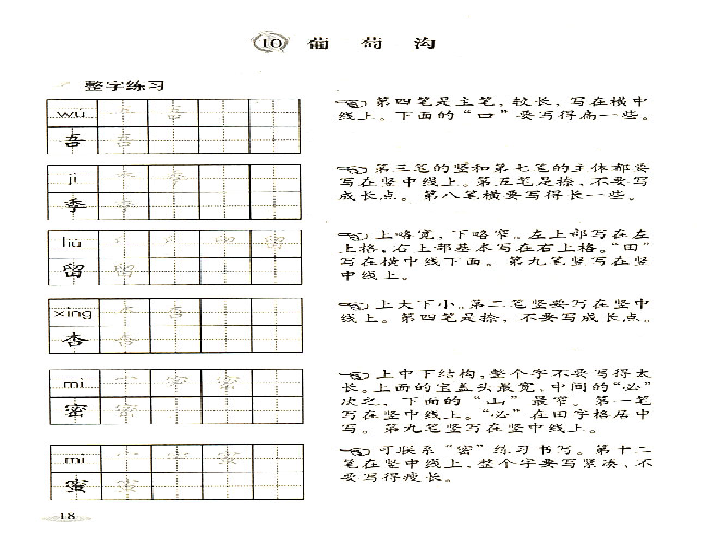 10 葡萄沟
整字练习
wú
吾
第四笔是主笔，较长，写在横中
线上。下面的“口”要写得扁一些。
jì
季
第三笔的竖和第七笔的主体都要
写在竖中线上。第五笔是捺，不要写
成长点。第八笔横要写得长一些。
liú
留
上略宽，下略窄。左上部写在左
上格。右上部基本写在右上格。“田”
写在横中线下面。第九笔竖写在竖
中线上。
xìng
杏
上大下小。第二笔竖要写在竖中
线上。第四笔是捺，不要写成长点。
mì
密
上中下结构，整个字不要写得太
长。上面的宝盖头最宽，中间的“必”
次之，下面的“山”最窄。第一笔
写在竖中线上。“必”在田字格居中
写。第九笔竖写在竖中线上。
mì
蜜
可联系“密”练习书写。第十二
笔在竖中线上，整个字要写紧凑，不
要写得瘦长。
18